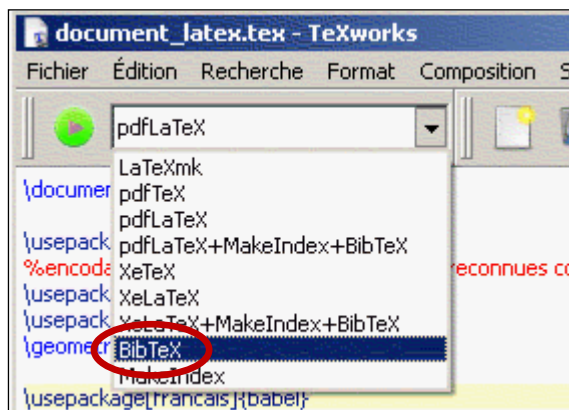 document_latex.tex - TeXworks
Fichier Édition Recherche Format Composition S
pdfLaTeX
LaTeXmk
pdfTeX
pdfLaTeX
pdfLaTeX+MakeIndex+BibTeX
XeTeX
XeLaTeX
XeLaTeX+MakeIndex+BibTeX
BibTeX
MakeIndex
\documen
\usepack
%encoda reconnues co
\usepack
\usepack
\geometr
\usepackage[francais]{babel}